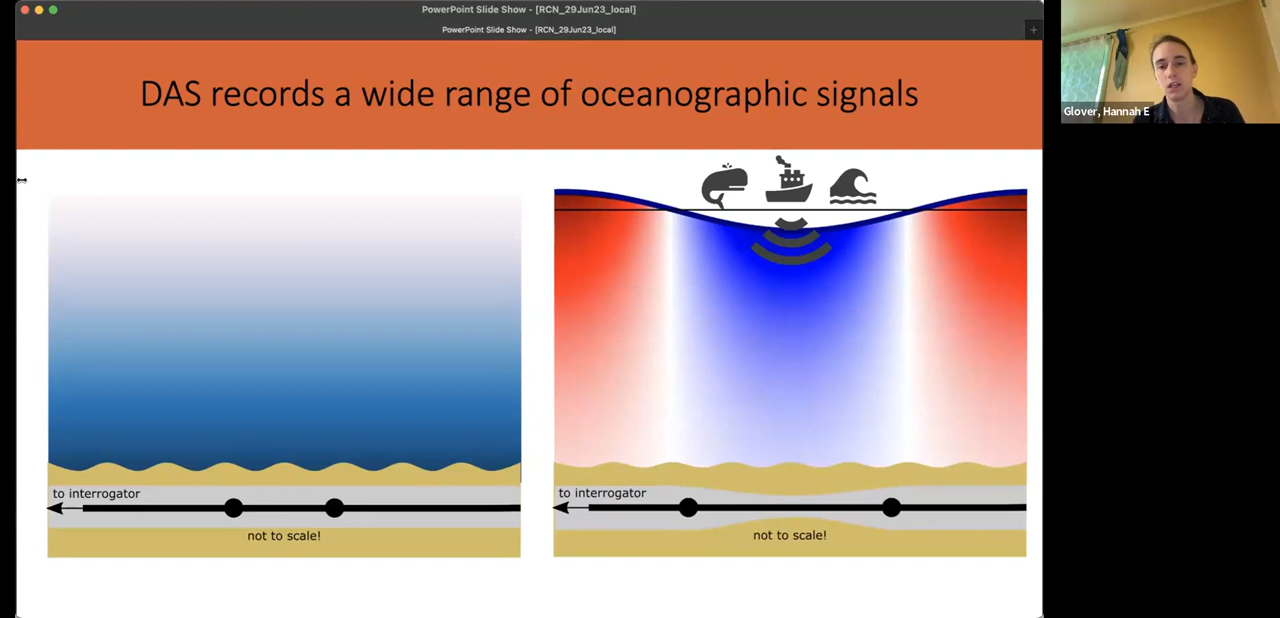 PowerPoint Slide Show - [RCN_29Jun23_local]
PowerPoint Slide Show - [RCN_29Jun23_local]
+
DAS records a wide range of oceanographic signals
Glover, Hannah E
to interrogator
not to scale!
to interrogator
not to scale!